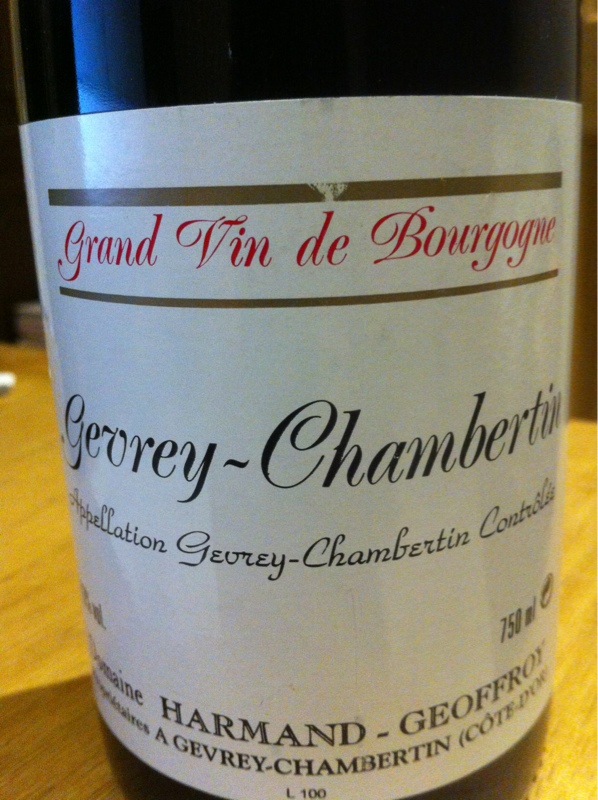 Grand Vin de Bourgogne
Gevrey~Chambertin
Appellation Gevrey-Chambertin Contrôlée
750 ml
Domaine HARMAND - GEOFFROY
A GEVREY-CHAMBERTIN (CÔTE-D'OR)
L 100